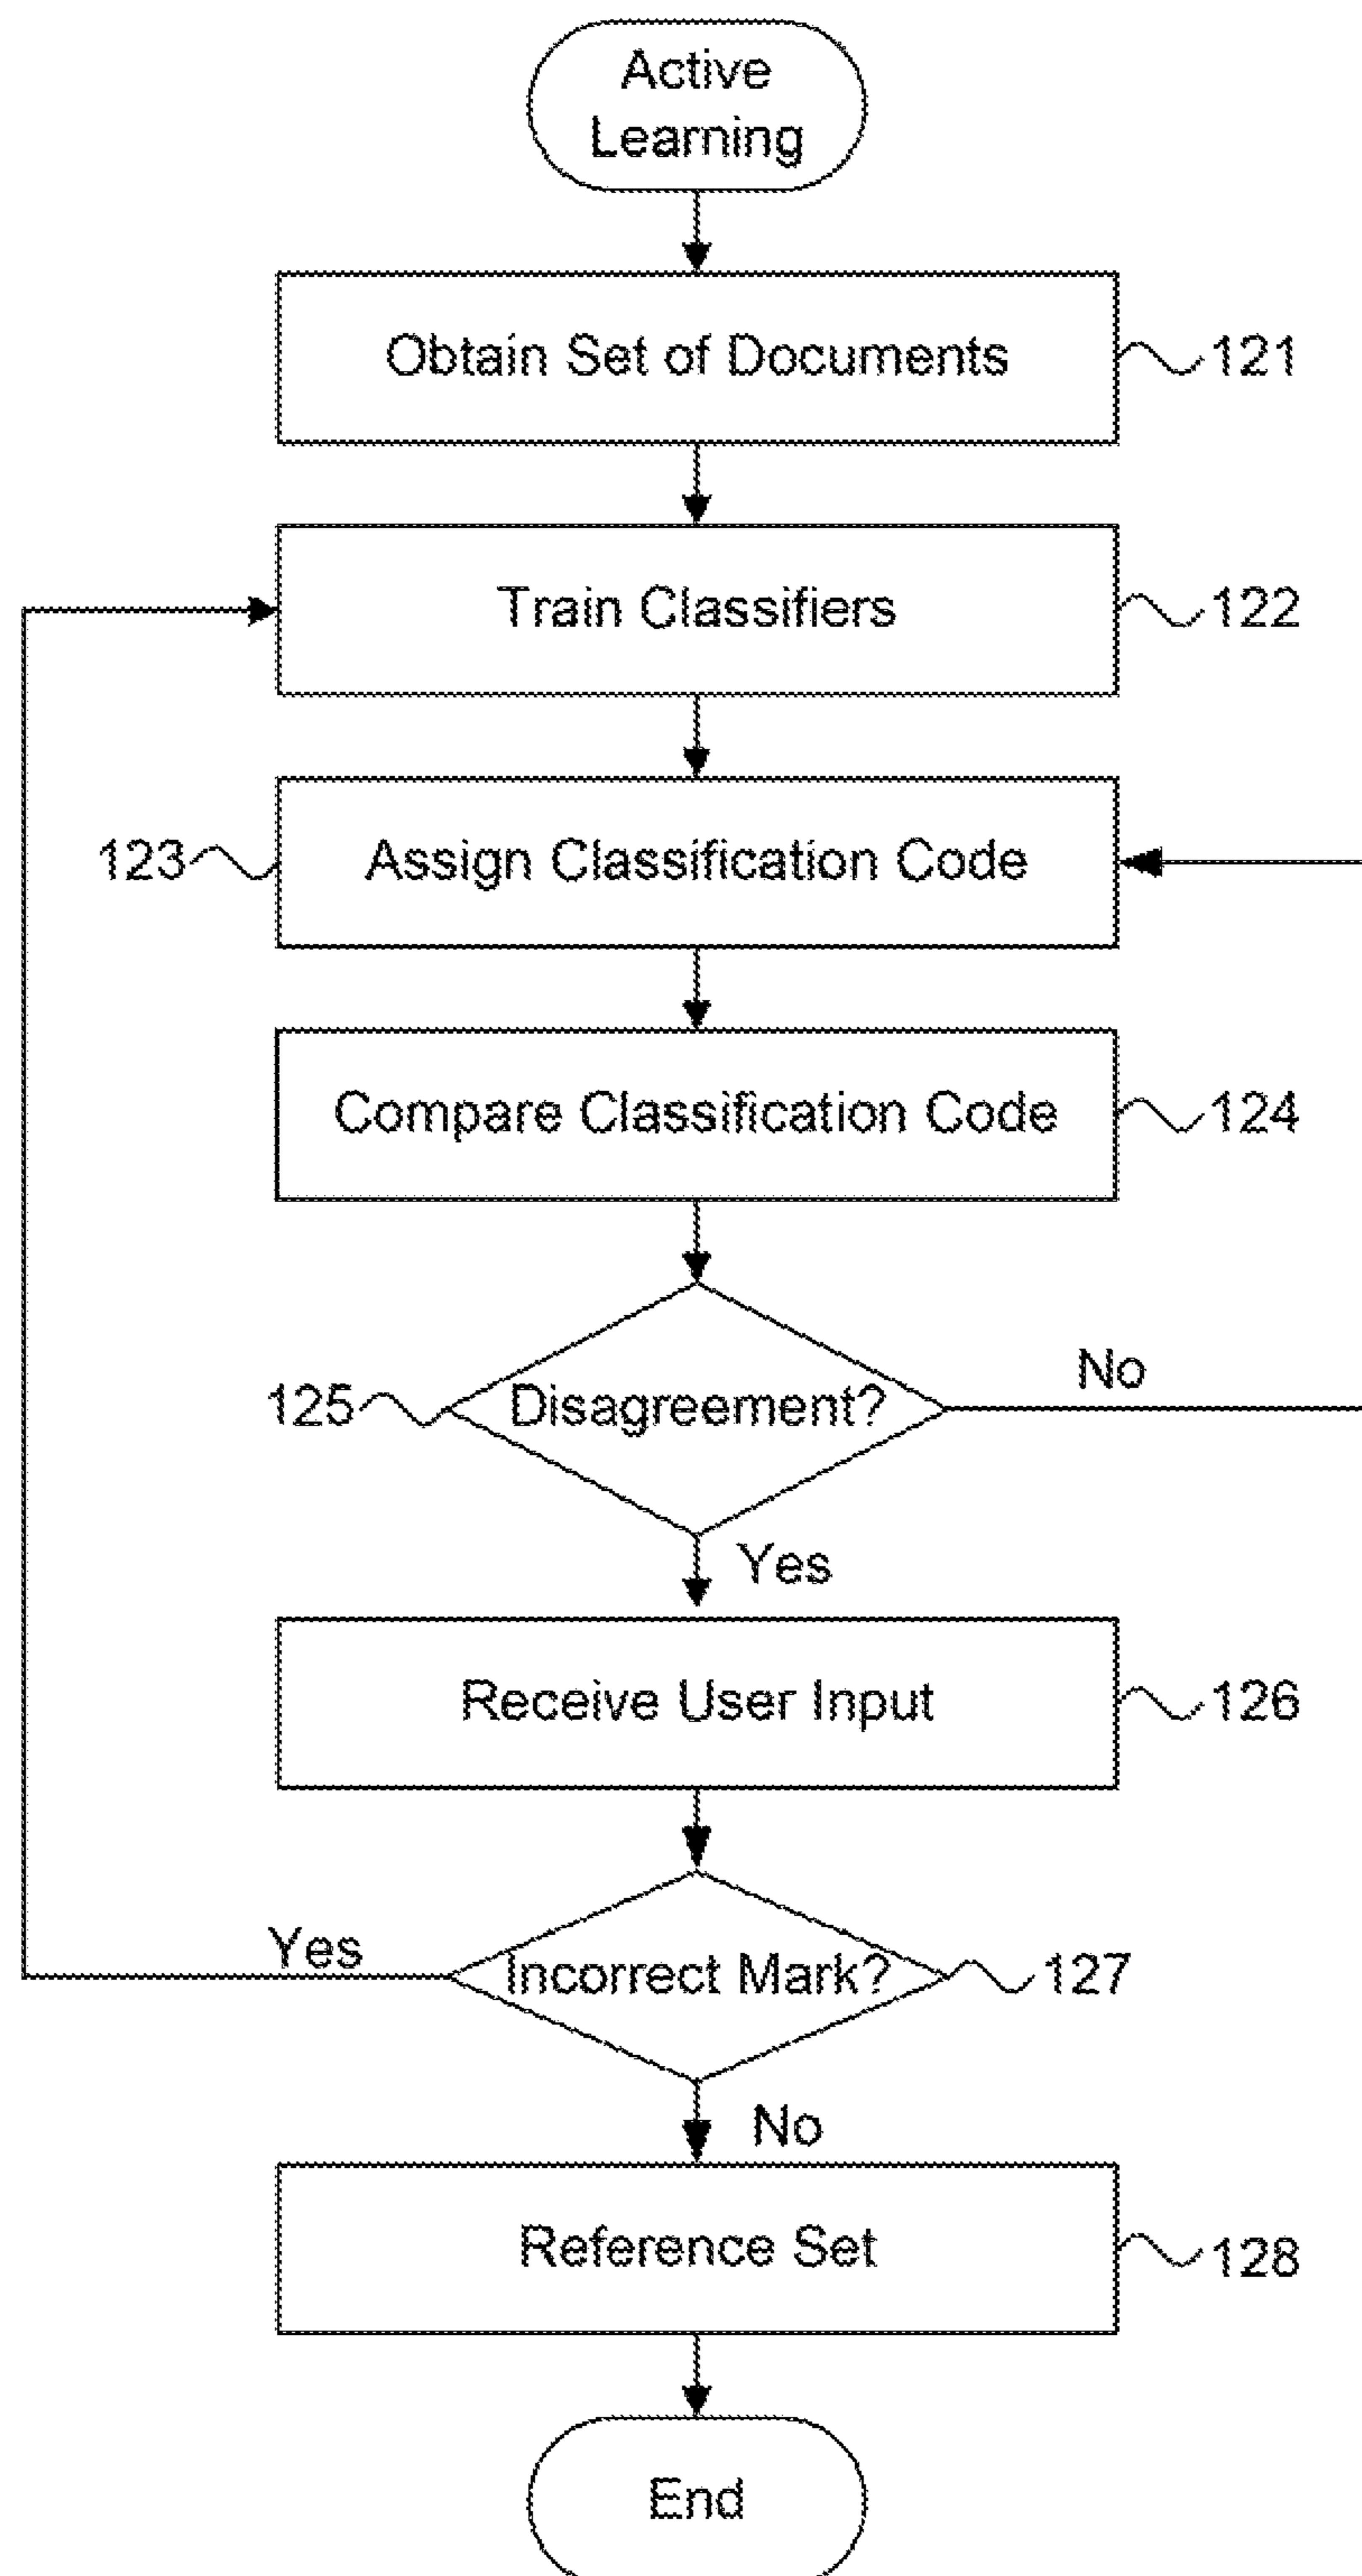 Active
Learning
Obtain Set of Documents 121
Train Classifiers 122
123 Assign Classification Code
Compare Classification Code 124
No
125 Disagreement?
Yes
Receive User Input 126
Yes
Incorrect Mark? 127
No
Reference Set 128
End